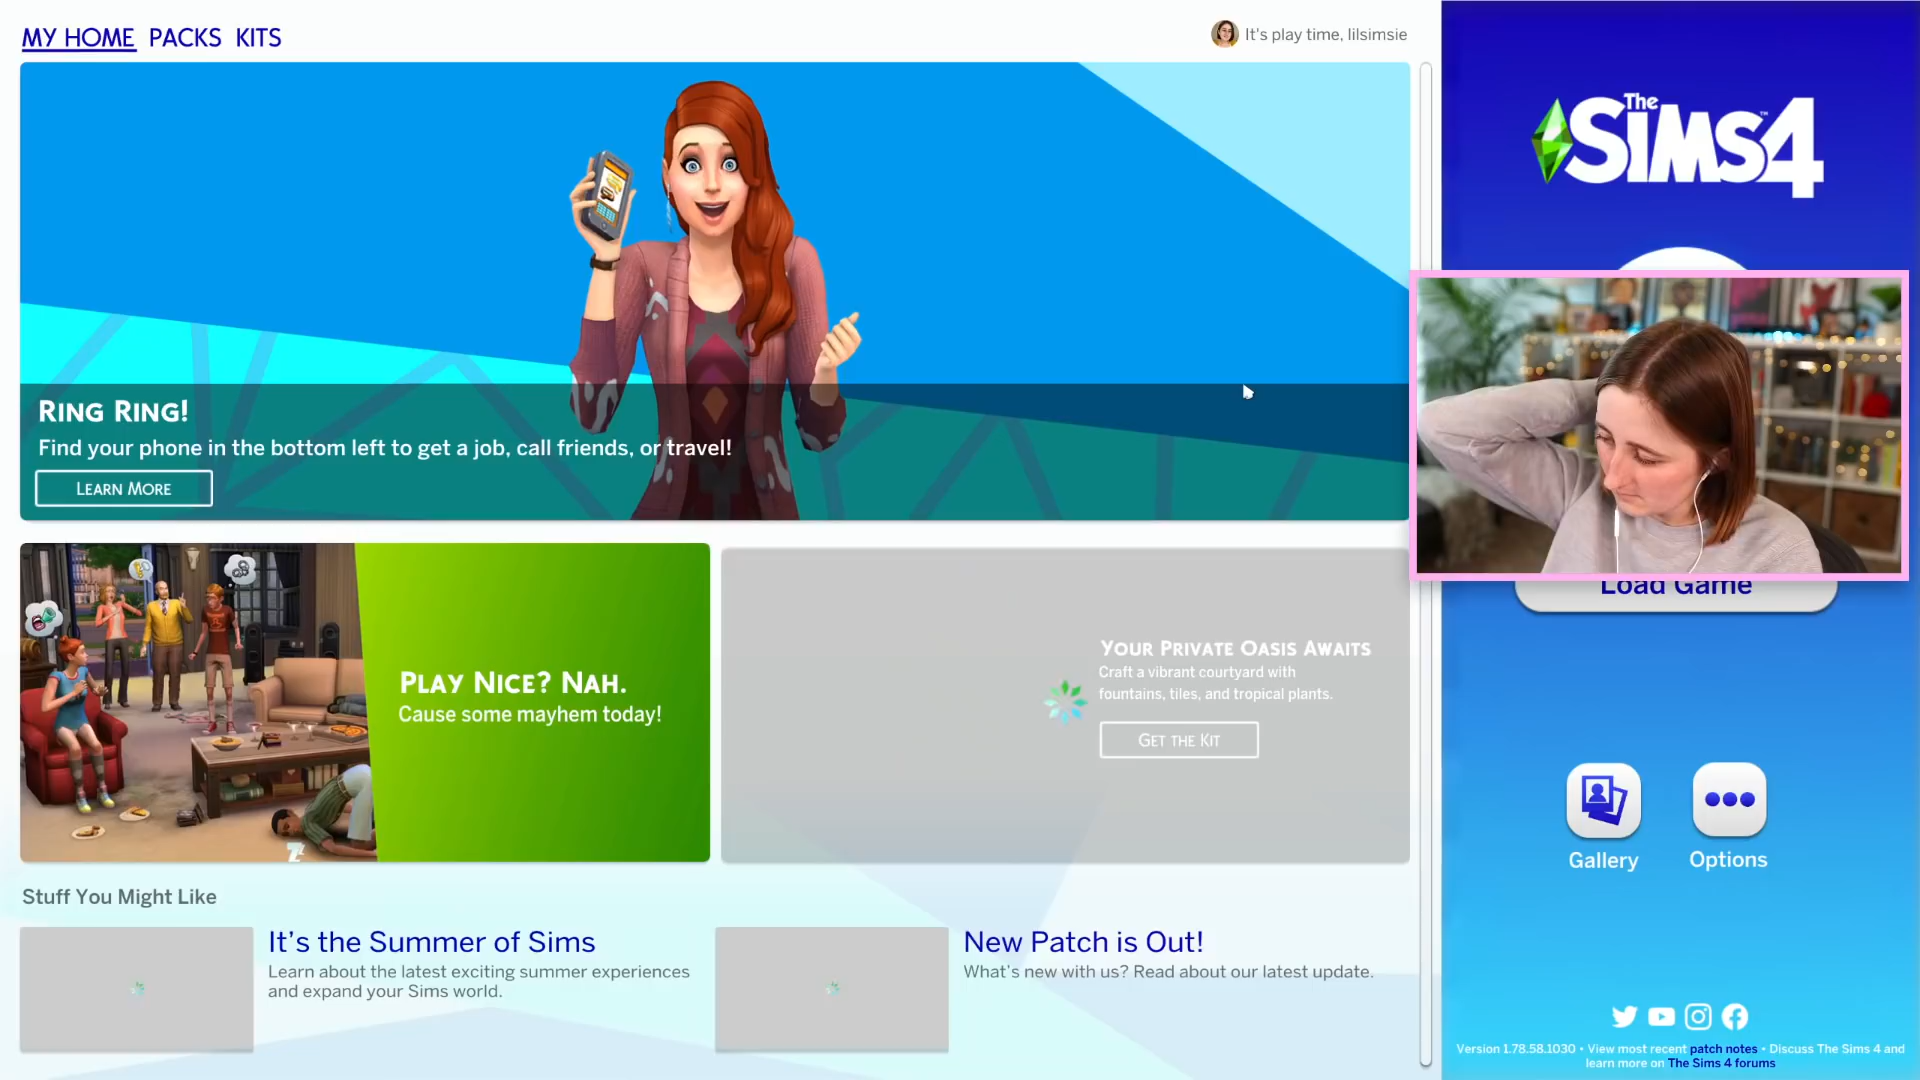 MY HOME PACKS KITS
It's play time, lilsimsie
The SiMS 4 ™
RING RING!
Find your phone in the bottom left to get a job, call friends, or travel!
LEARN MORE
PLAY NICE? NAH.
Cause some mayhem today!
YOUR PRIVATE OASIS AWAITS
Craft a vibrant courtyard with
fountains, tiles, and tropical plants.
GET THE KIT
Load Game
Gallery
Options
Stuff You Might Like
It's the Summer of Sims
Learn about the latest exciting summer experiences
and expand your Sims world.
New Patch is Out!
What's new with us? Read about our latest update.
Version 1.78.58.1030 • View most recent patch notes • Discuss The Sims 4 and
learn more on The Sims 4 forums